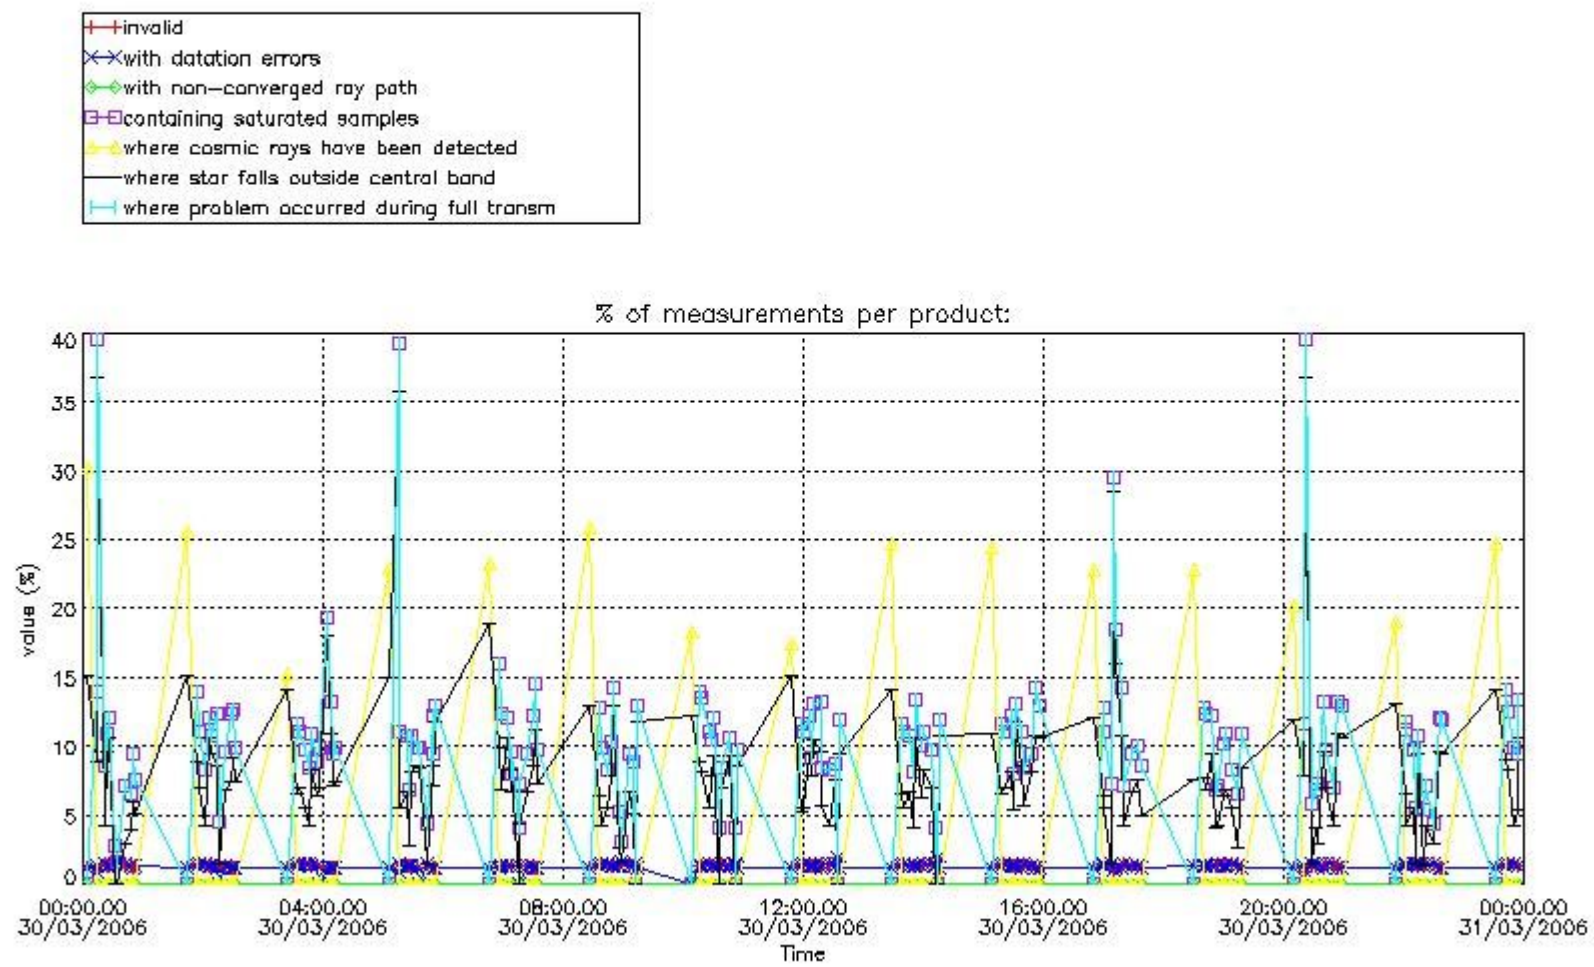 invalid
with datation errors
with non-converged ray path
containing saturated samples
where cosmic rays have been detected
where star falls outside central band
where problem occurred during full transm
% of measurements per product:
40
35
30
25
20
15
10
5
0
value (%)
00:00:00 04:00:00 08:00:00 12:00:00 16:00:00 20:00:00 00:00:00
30/03/2006 30/03/2006 30/03/2006 30/03/2006 30/03/2006 30/03/2006 31/03/2006
Time